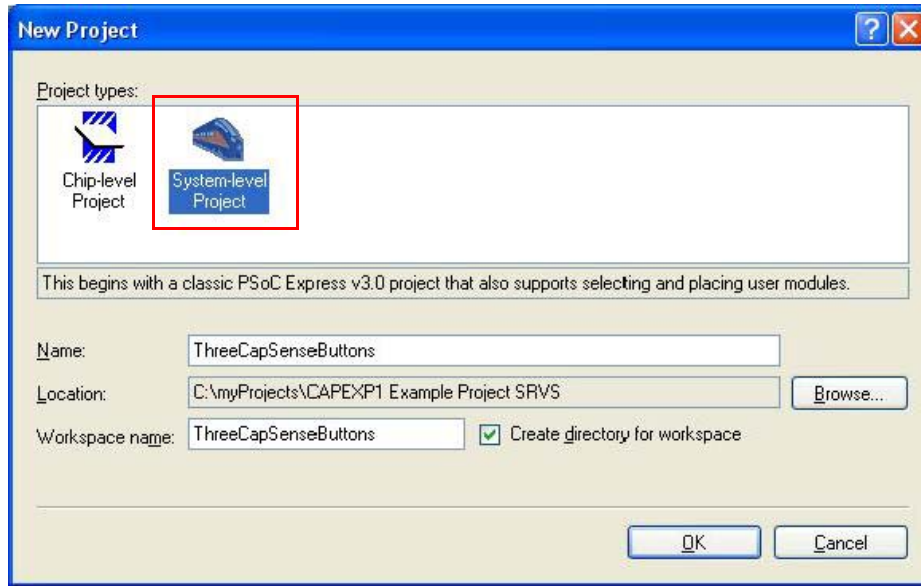 New Project
Project types:
Chip-level
Project
System-level
Project
This begins with a classic PSoC Express v3.0 project that also supports selecting and placing user modules.
Name:
ThreeCapSenseButtons
Location:
C:\myProjects\CAPEXP1 Example Project SRVS
Browse...
Workspace name:
ThreeCapSenseButtons
Create directory for workspace
OK
Cancel